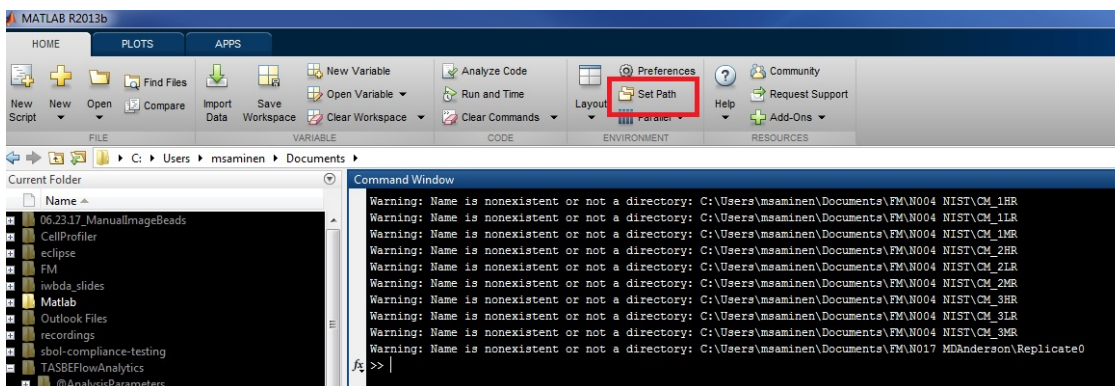 MATLAB R2013b
HOME PLOTS APPS
New Script
New
Open
Find Files
Compare
FILE
Import Data
Save Workspace
New Variable
Open Variable
Clear Workspace
VARIABLE
Analyze Code
Run and Time
Clear Commands
CODE
Layout
Preferences
Set Path
Parallel
ENVIRONMENT
Help
Community
Request Support
Add-Ons
RESOURCES
C: Users msaminen Documents
Current Folder
Name
06.23.17_ManualImageBeads
CellProfiler
eclipse
FM
iwbda_slides
Matlab
Outlook Files
recordings
sbol-compliance-testing
TASBEFlowAnalytics
@AnalysisParameters
Command Window
Warning: Name is nonexistent or not a directory: C:\Users\msaminen\Documents\FM\N004 NIST\CM_1HR
Warning: Name is nonexistent or not a directory: C:\Users\msaminen\Documents\FM\N004 NIST\CM_1LR
Warning: Name is nonexistent or not a directory: C:\Users\msaminen\Documents\FM\N004 NIST\CM_1MR
Warning: Name is nonexistent or not a directory: C:\Users\msaminen\Documents\FM\N004 NIST\CM_2HR
Warning: Name is nonexistent or not a directory: C:\Users\msaminen\Documents\FM\N004 NIST\CM_2LR
Warning: Name is nonexistent or not a directory: C:\Users\msaminen\Documents\FM\N004 NIST\CM_2MR
Warning: Name is nonexistent or not a directory: C:\Users\msaminen\Documents\FM\N004 NIST\CM_3HR
Warning: Name is nonexistent or not a directory: C:\Users\msaminen\Documents\FM\N004 NIST\CM_3LR
Warning: Name is nonexistent or not a directory: C:\Users\msaminen\Documents\FM\N004 NIST\CM_3MR
Warning: Name is nonexistent or not a directory: C:\Users\msaminen\Documents\FM\N017 MDAnderson\Replicate0
fx >>